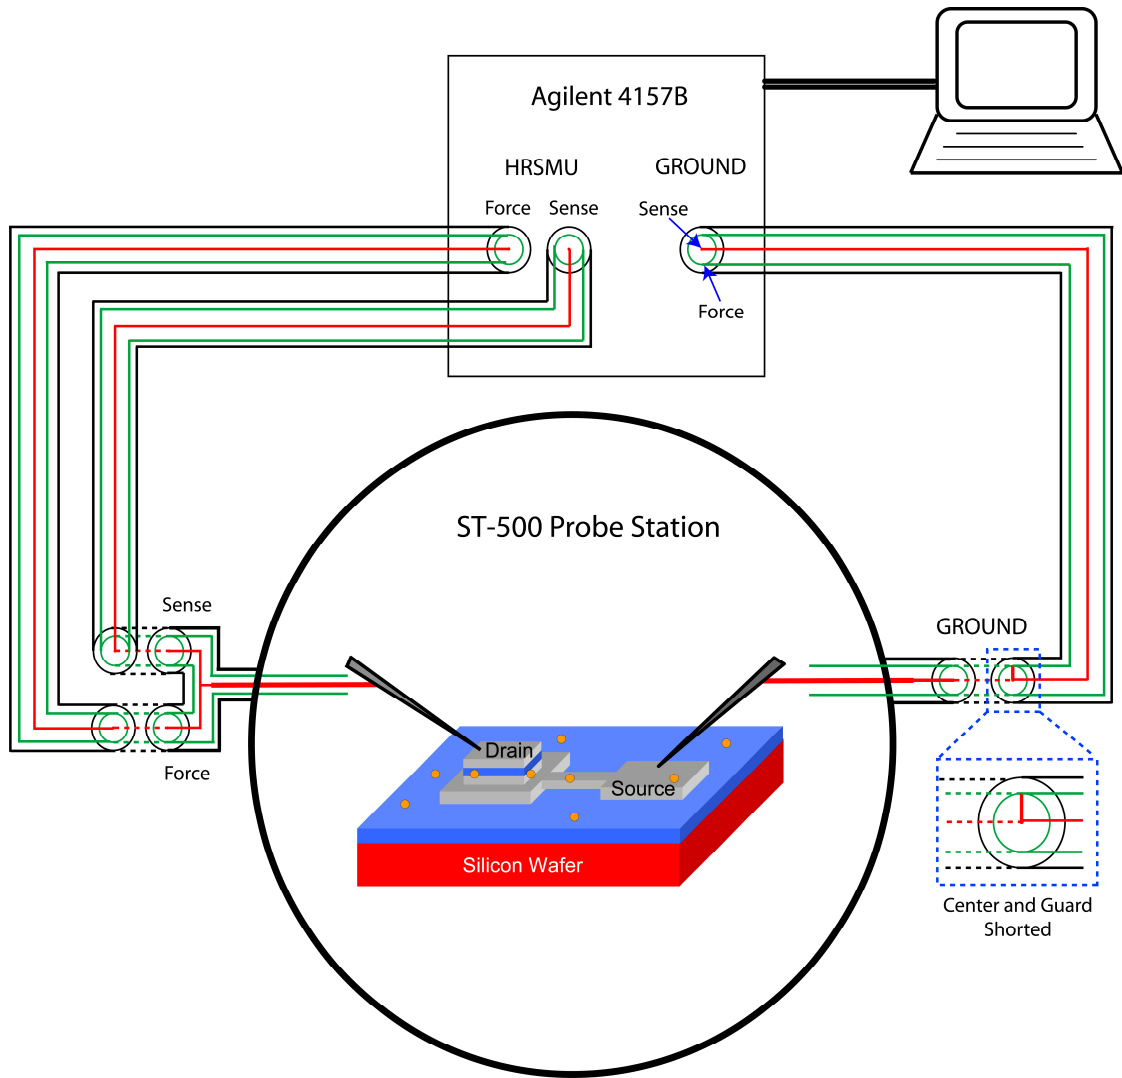 Agilent 4157B
HRSMU
GROUND
Force
Sense
Sense
Force
ST-500 Probe Station
Sense
Force
GROUND
Drain
Source
Silicon Wafer
Center and Guard
Shorted